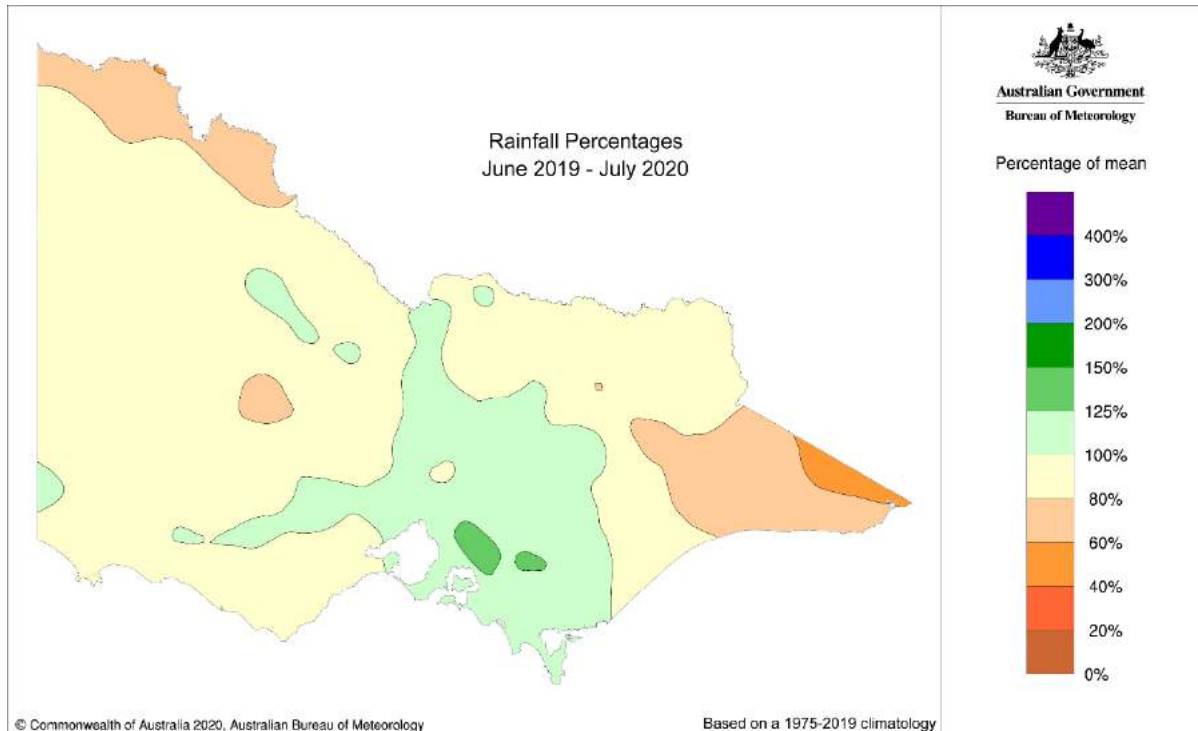 Rainfall Percentages
June 2019 - July 2020
Australian Government
Bureau of Meteorology
Percentage of mean
400%
300%
200%
150%
125%
100%
80%
60%
40%
20%
0%
© Commonwealth of Australia 2020, Australian Bureau of Meteorology
Based on a 1975-2019 climatology